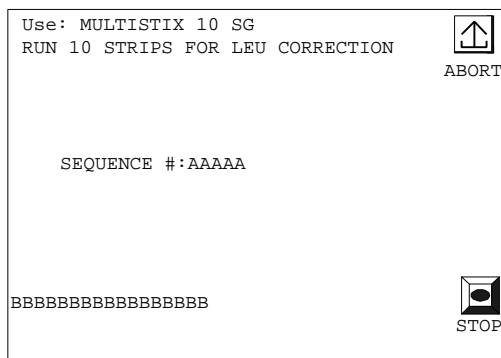 Use: MULTISTIX 10 SG
RUN 10 STRIPS FOR LEU CORRECTION
ABORT
SEQUENCE #:AAAAA
BBBBBBBBBBBBBBBBB
STOP